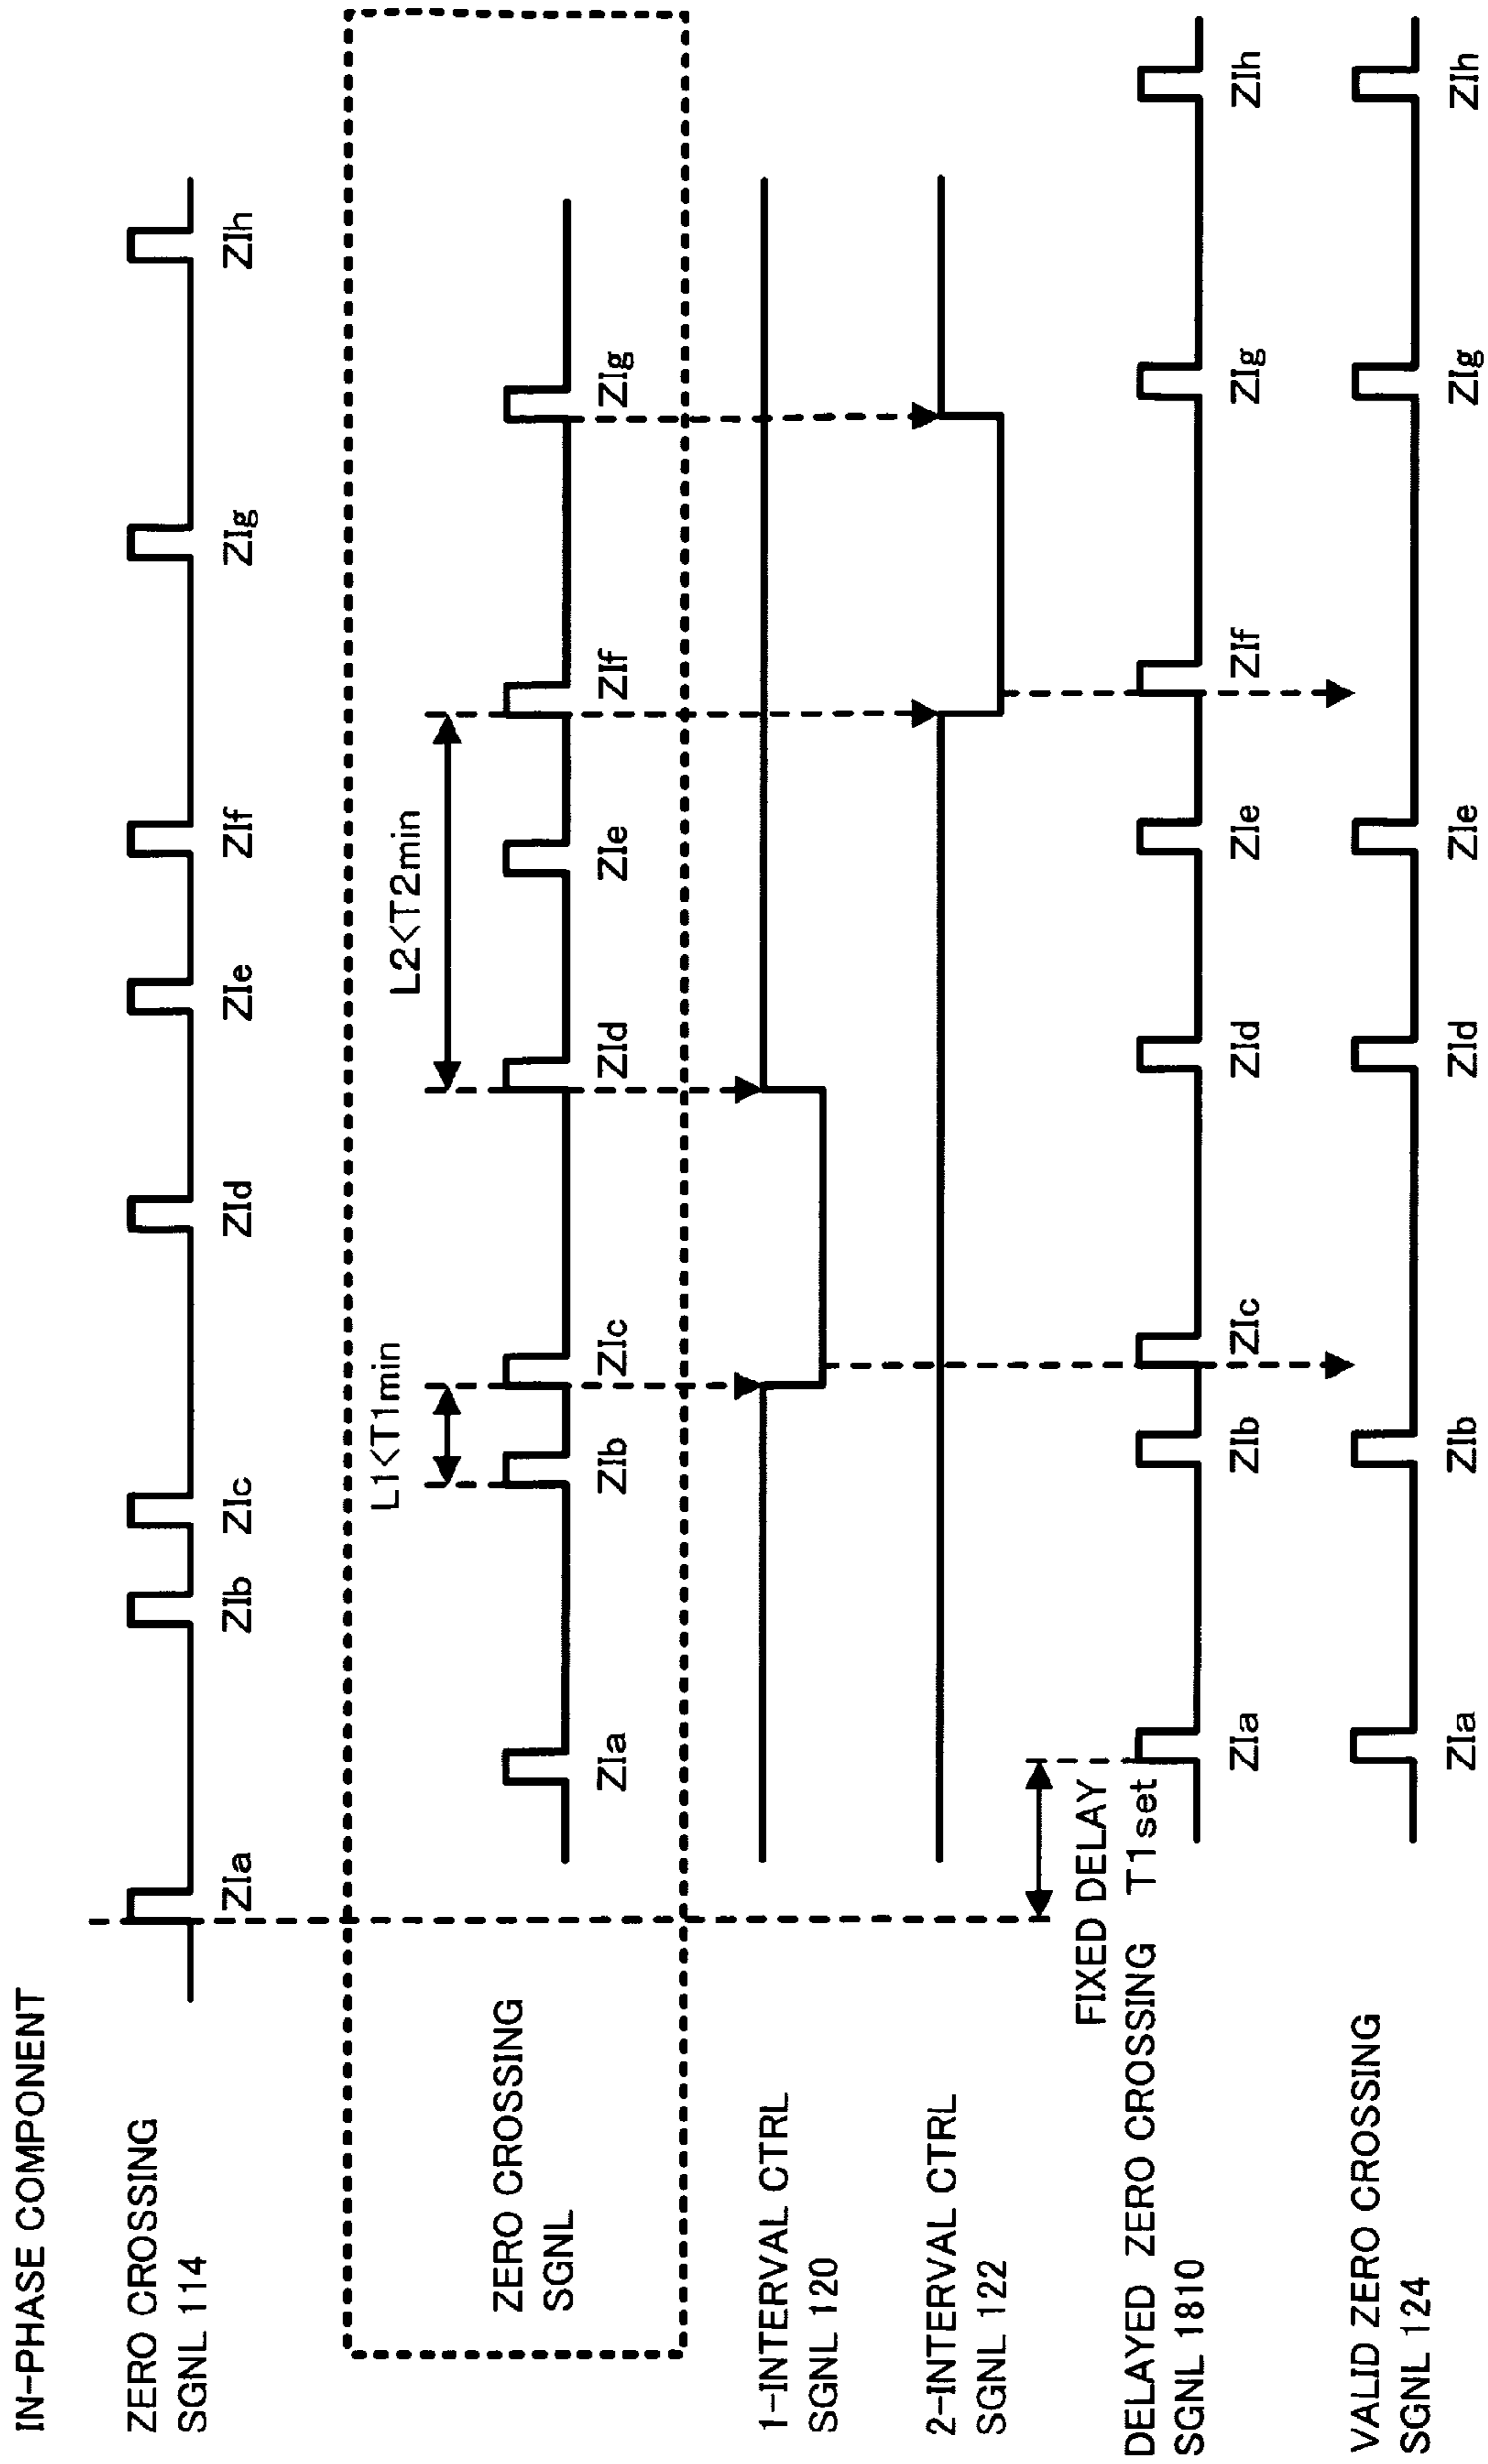 IN-PHASE COMPONENT
ZERO CROSSING
SGNL 114
ZIa ZIb ZIc ZId ZIe ZIf ZIg ZIh
L1<T1min L2<T2min
ZERO CROSSING
SGNL
ZIa ZIb ZIc ZId ZIe ZIf ZIg
1-INTERVAL CTRL
SGNL 120
2-INTERVAL CTRL
SGNL 122
FIXED DELAY
T1set
DELAYED ZERO CROSSING
SGNL 1810
ZIa ZIb ZIc ZId ZIe ZIf ZIg ZIh
VALID ZERO CROSSING
SGNL 124
ZIa ZIb ZId ZIe ZIg ZIh